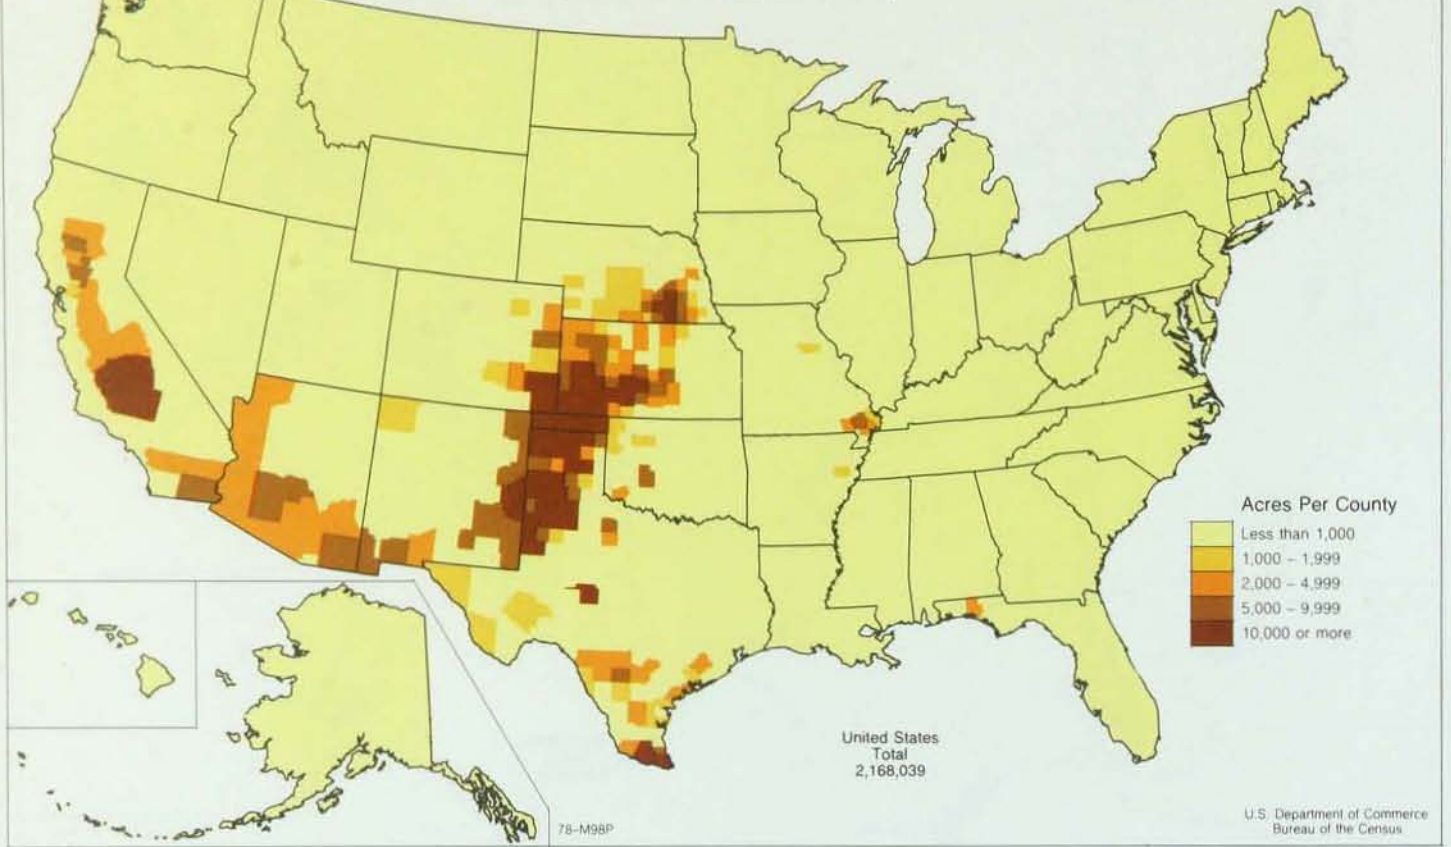 Acres Per County
Less than 1,000
1,000 – 1,999
2,000 – 4,999
5,000 – 9,999
10,000 or more
United States
Total
2,168,039
78–M98P
U.S. Department of Commerce
Bureau of the Census